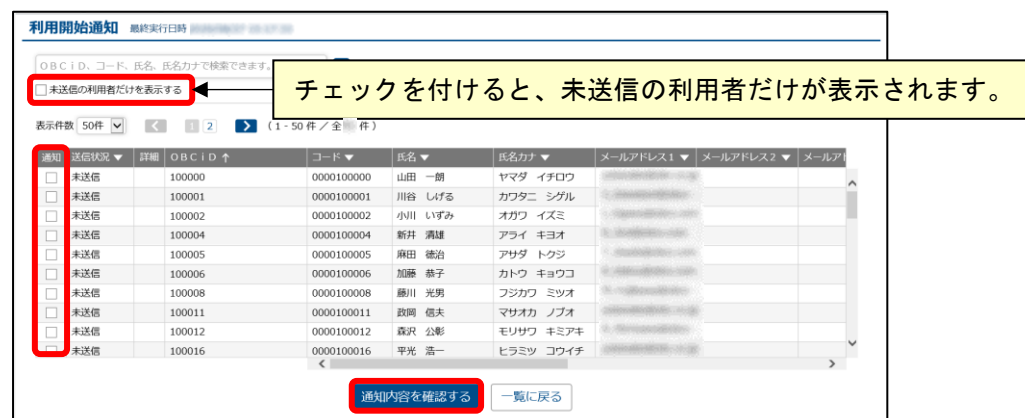 利用開始通知 最終実行日時
OBCiD、コード、氏名、氏名カナで検索できます。
チェックを付けると、未送信の利用者だけが表示されます。
未送信の利用者だけを表示する
表示件数 50件 1 2 (1-50件/全 件)
通知 送信状況▼ 詳細 OBCiD↑ コード▼ 氏名▼ 氏名カナ▼ メールアドレス1▼ メールアドレス2▼ メールアド
未送信 100000 0000100000 山田 一朗 ヤマダ イチロウ
未送信 100001 0000100001 川谷 しげる カワタニ シゲル
未送信 100002 0000100002 小川 いずみ オガワ イズミ
未送信 100004 0000100004 新井 清雄 アライ キヨオ
未送信 100005 0000100005 麻田 徳治 アサダ トクジ
未送信 100006 0000100006 加藤 恭子 カトウ キョウコ
未送信 100008 0000100008 藤川 光男 フジカワ ミツオ
未送信 100011 0000100011 政岡 信夫 マサオカ ノブオ
未送信 100012 0000100012 森沢 公彰 モリサワ キミアキ
未送信 100016 0000100016 平光 浩一 ヒラミツ コウイチ
通知内容を確認する 一覧に戻る